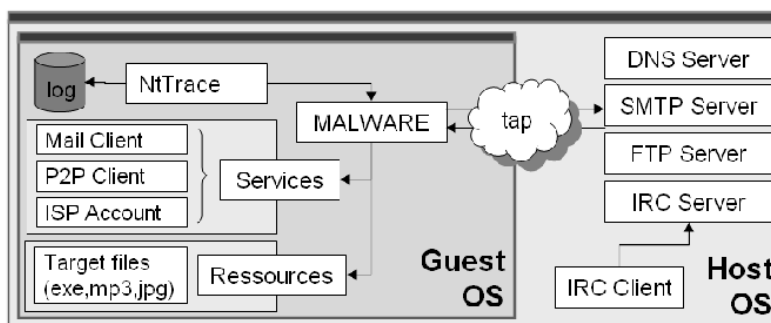 log
NtTrace
MALWARE
tap
DNS Server
SMTP Server
FTP Server
IRC Server
Mail Client
P2P Client
ISP Account
Services
Target files
(exe,mp3,jpg)
Ressources
Guest
OS
IRC Client
Host
OS